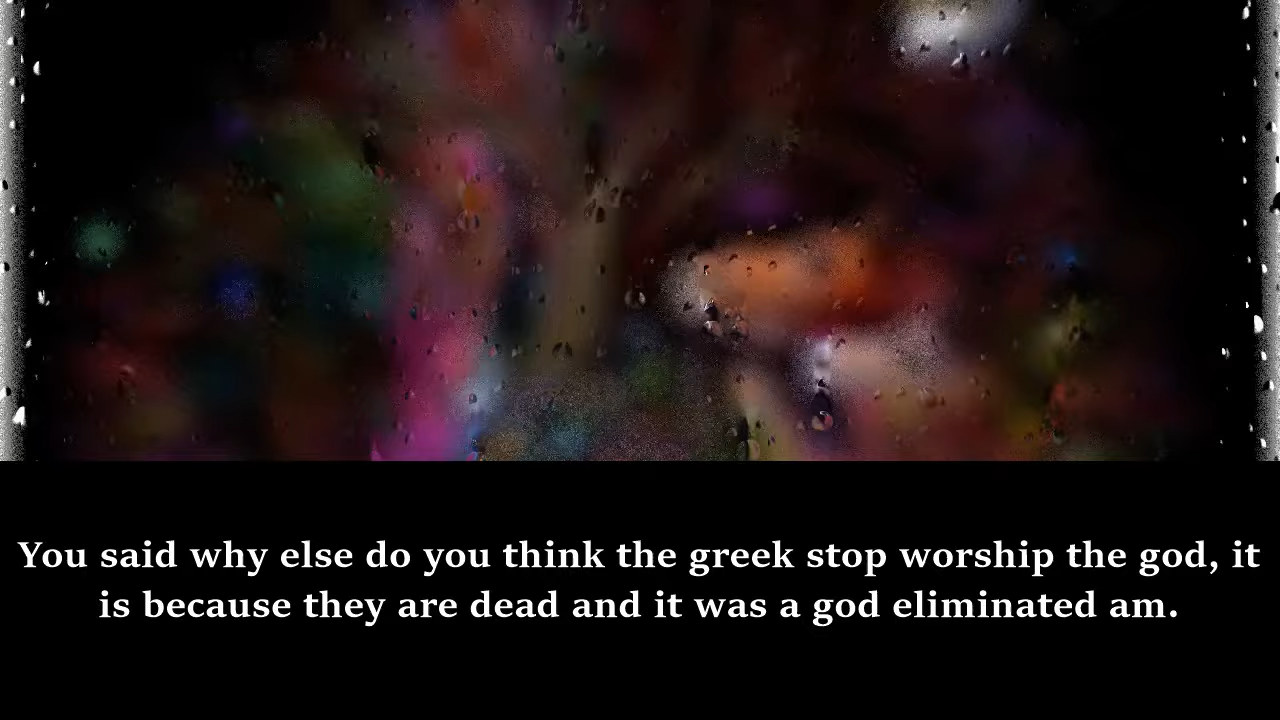 You said why else do you think the greek stop worship the god, it
is because they are dead and it was a god eliminated am.